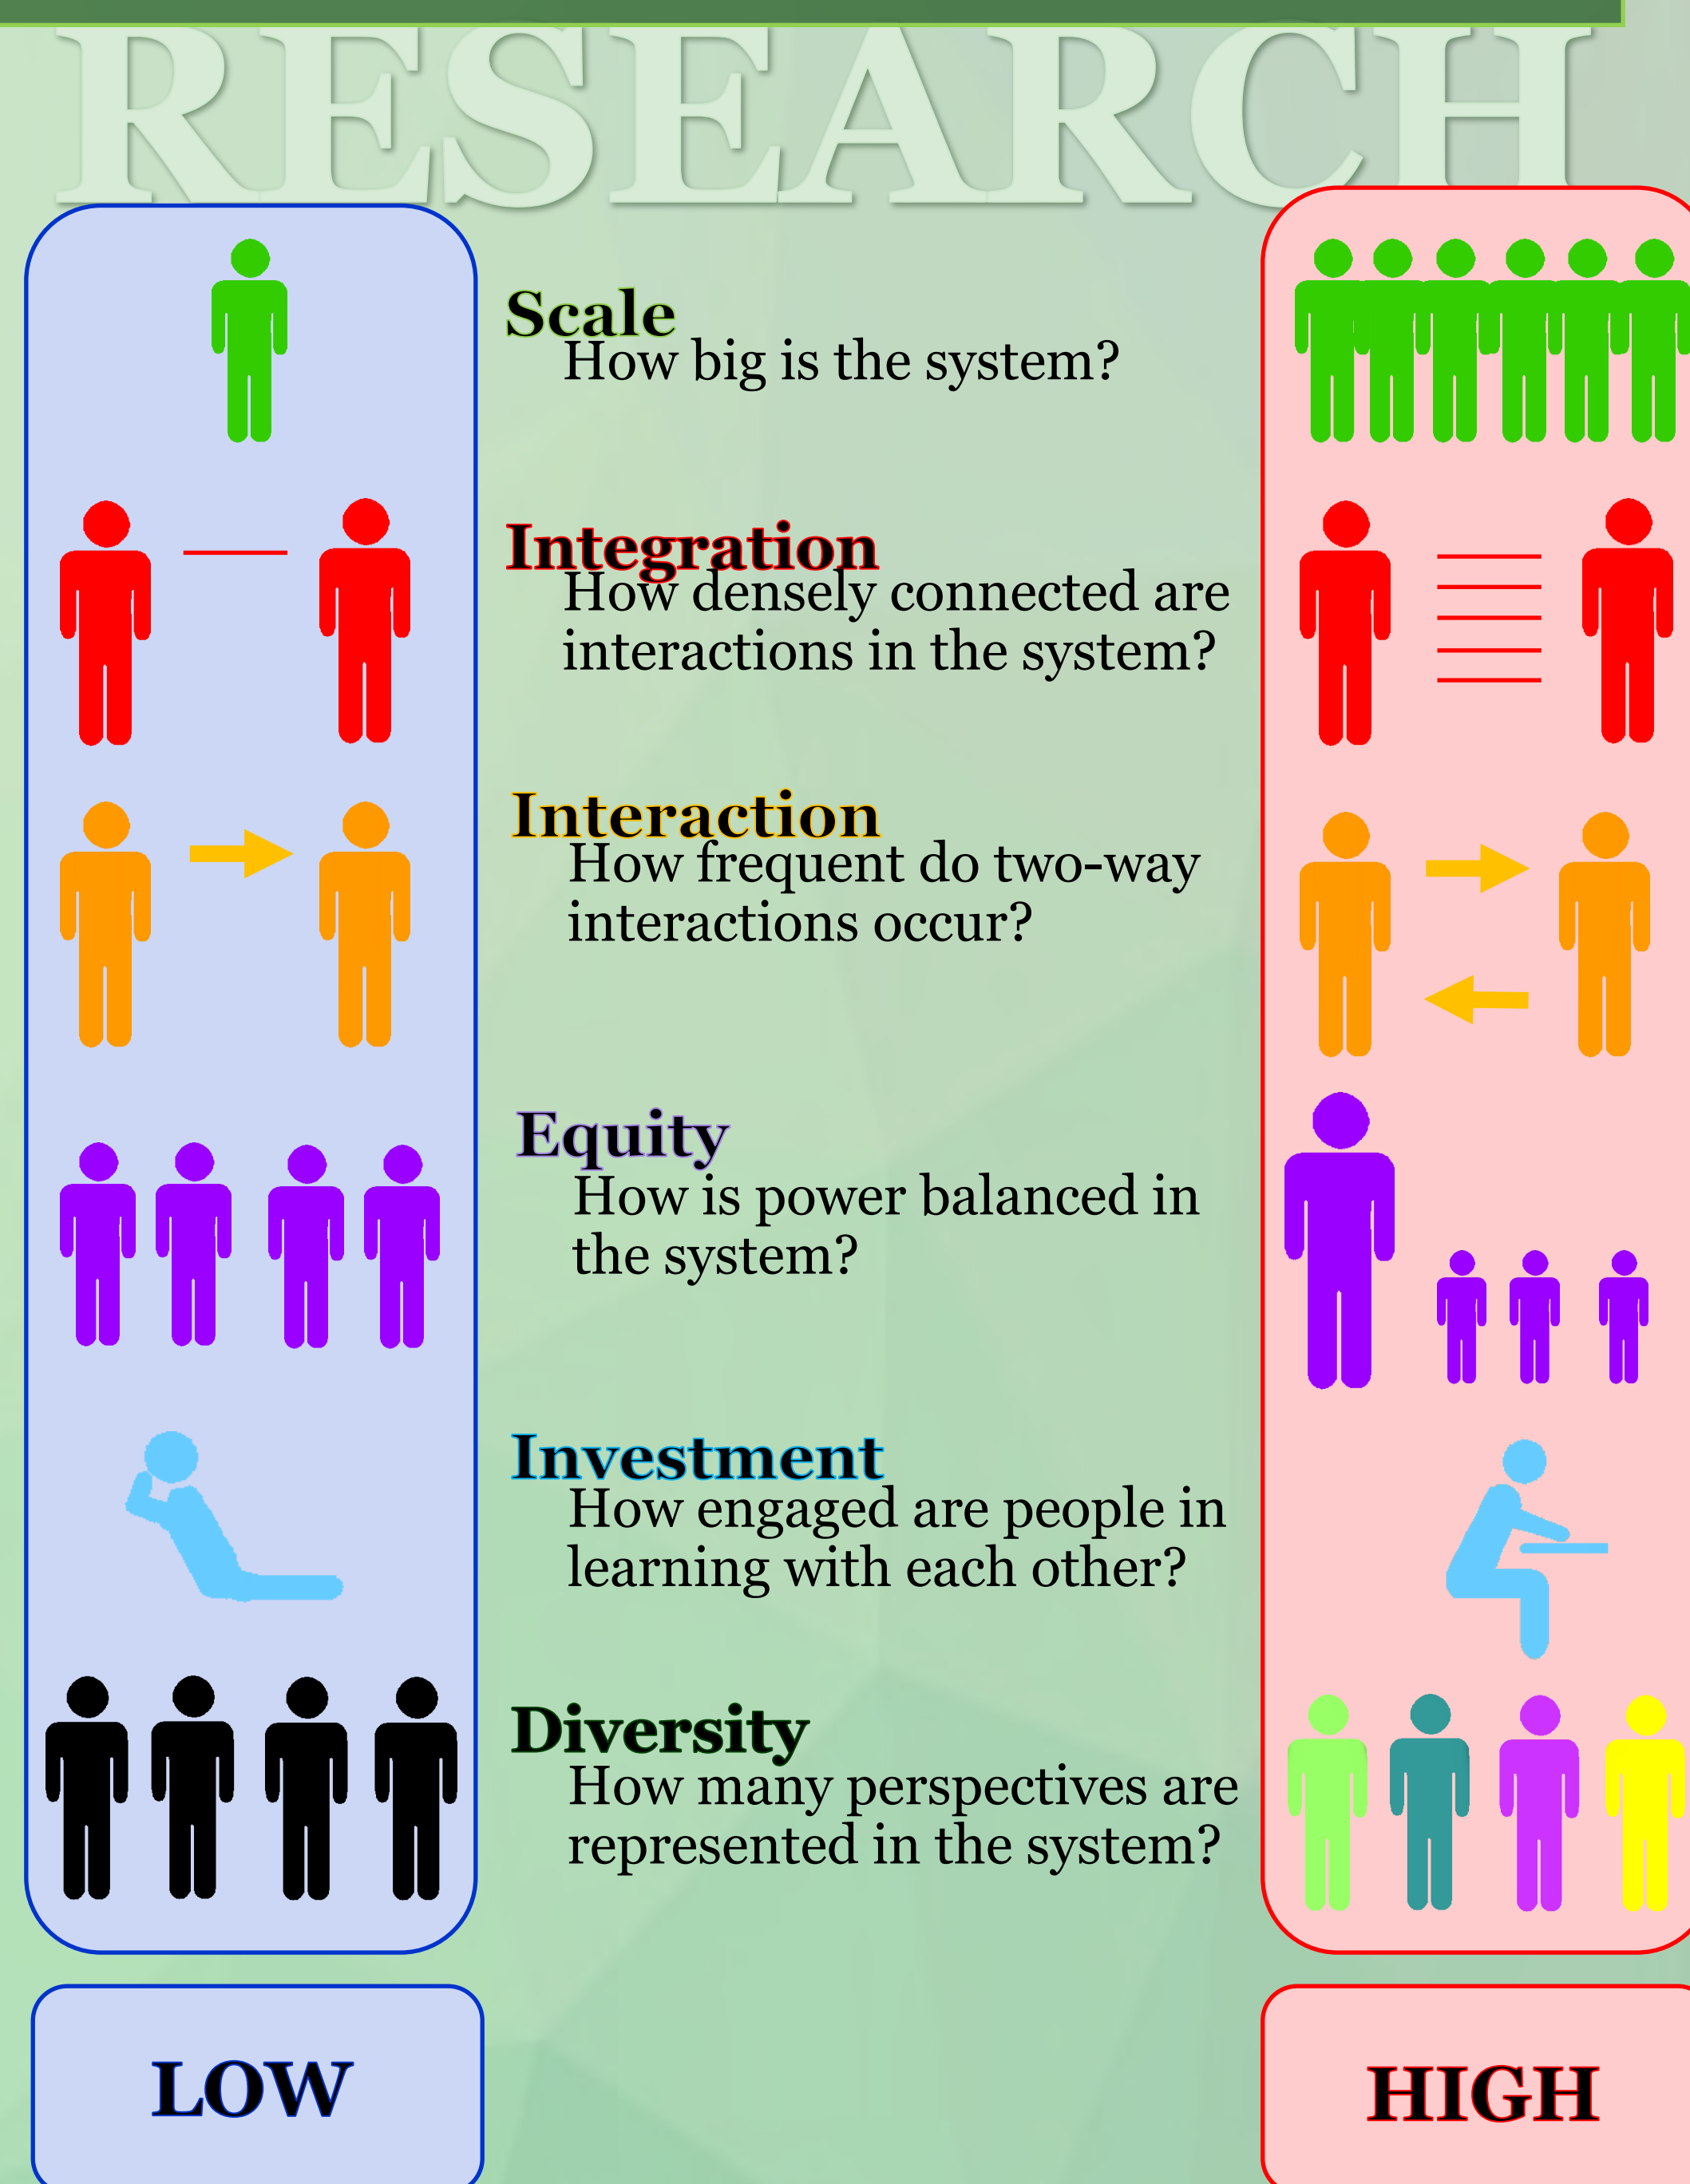 RESEARCH
Scale
How big is the system?
Integration
How densely connected are
interactions in the system?
Interaction
How frequent do two-way
interactions occur?
Equity
How is power balanced in
the system?
Investment
How engaged are people in
learning with each other?
Diversity
How many perspectives are
represented in the system?
LOW
HIGH